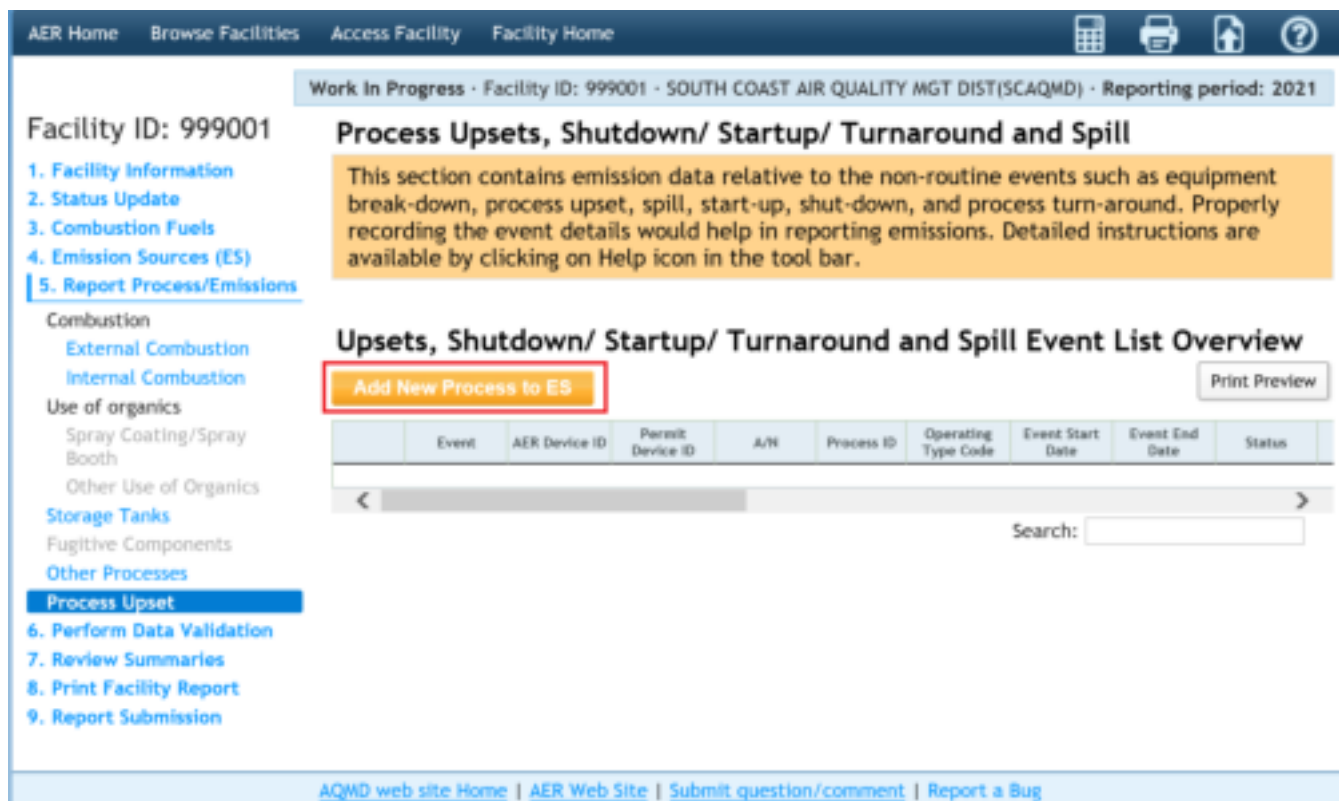 AER Home Browse Facilities Access Facility Facility Home
Work In Progress · Facility ID: 999001 - SOUTH COAST AIR QUALITY MGT DIST(SCAQMD) · Reporting period: 2021
Facility ID: 999001
1. Facility Information
2. Status Update
3. Combustion Fuels
4. Emission Sources (ES)
5. Report Process/Emissions
Combustion
External Combustion
Internal Combustion
Use of organics
Spray Coating/Spray
Booth
Other Use of Organics
Storage Tanks
Fugitive Components
Other Processes
Process Upset
6. Perform Data Validation
7. Review Summaries
8. Print Facility Report
9. Report Submission
Process Upsets, Shutdown/ Startup/ Turnaround and Spill
This section contains emission data relative to the non-routine events such as equipment
break-down, process upset, spill, start-up, shut-down, and process turn-around. Properly
recording the event details would help in reporting emissions. Detailed instructions are
available by clicking on Help icon in the tool bar.
Upsets, Shutdown/ Startup/ Turnaround and Spill Event List Overview
Add New Process to ES
Print Preview
Event AER Device ID Permit Device ID A/N Process ID Operating Type Code Event Start Date Event End Date Status
Search:
AQMD web site Home | AER Web Site | Submit question/comment | Report a Bug